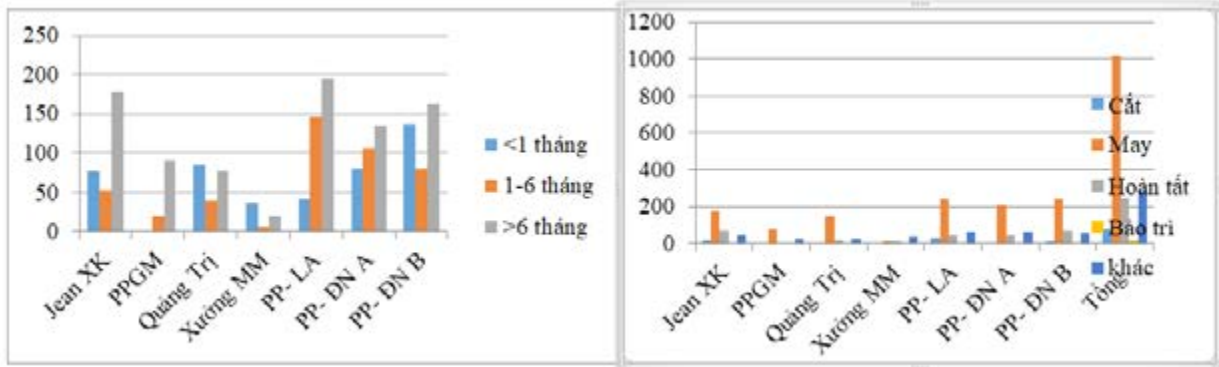 250
200
150
100
50
0
Jean XK
PPGM
Quảng Trị
Xưởng MM
PP- LA
PP- ĐN A
PP- ĐN B
<1 tháng
1-6 tháng
>6 tháng
1200
1000
800
600
400
200
0
Jean XK
PPGM
Quảng Trị
Xưởng MM
PP- LA
PP- ĐN A
PP- ĐN B
Tổng
Cắt
May
Hoàn tất
Bảo trì
khác